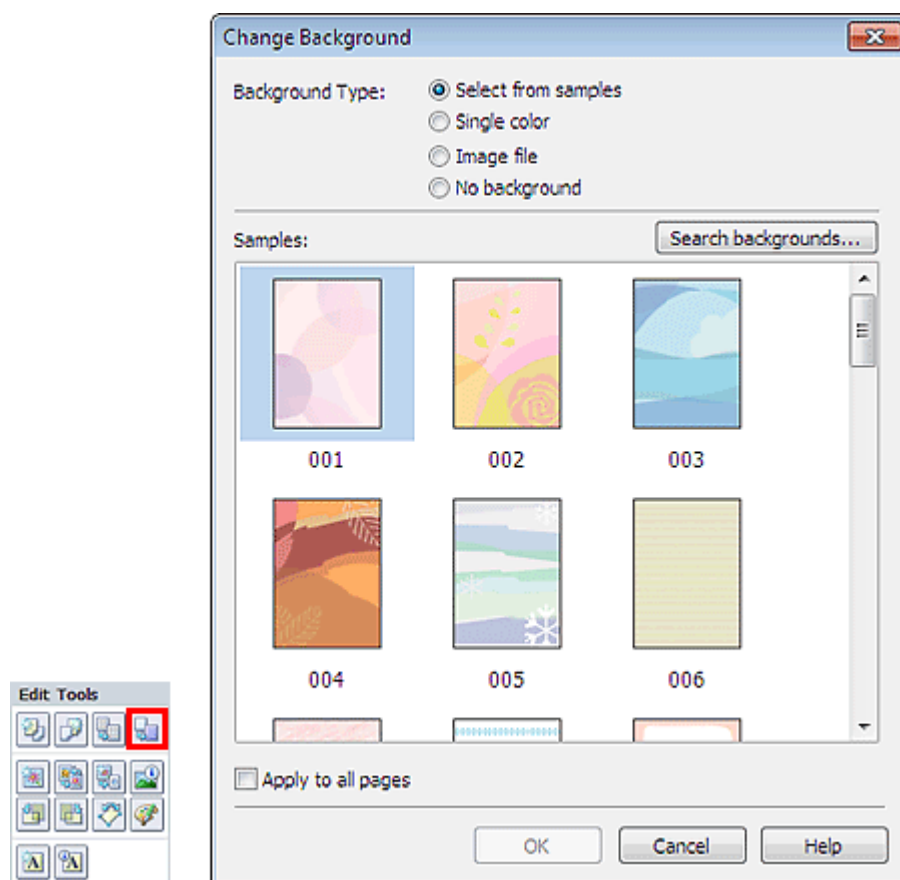 Change Background
Background Type:
Select from samples
Single color
Image file
No background
Samples:
Search backgrounds...
001 002 003
004 005 006
Apply to all pages
OK Cancel Help
Edit Tools
A A